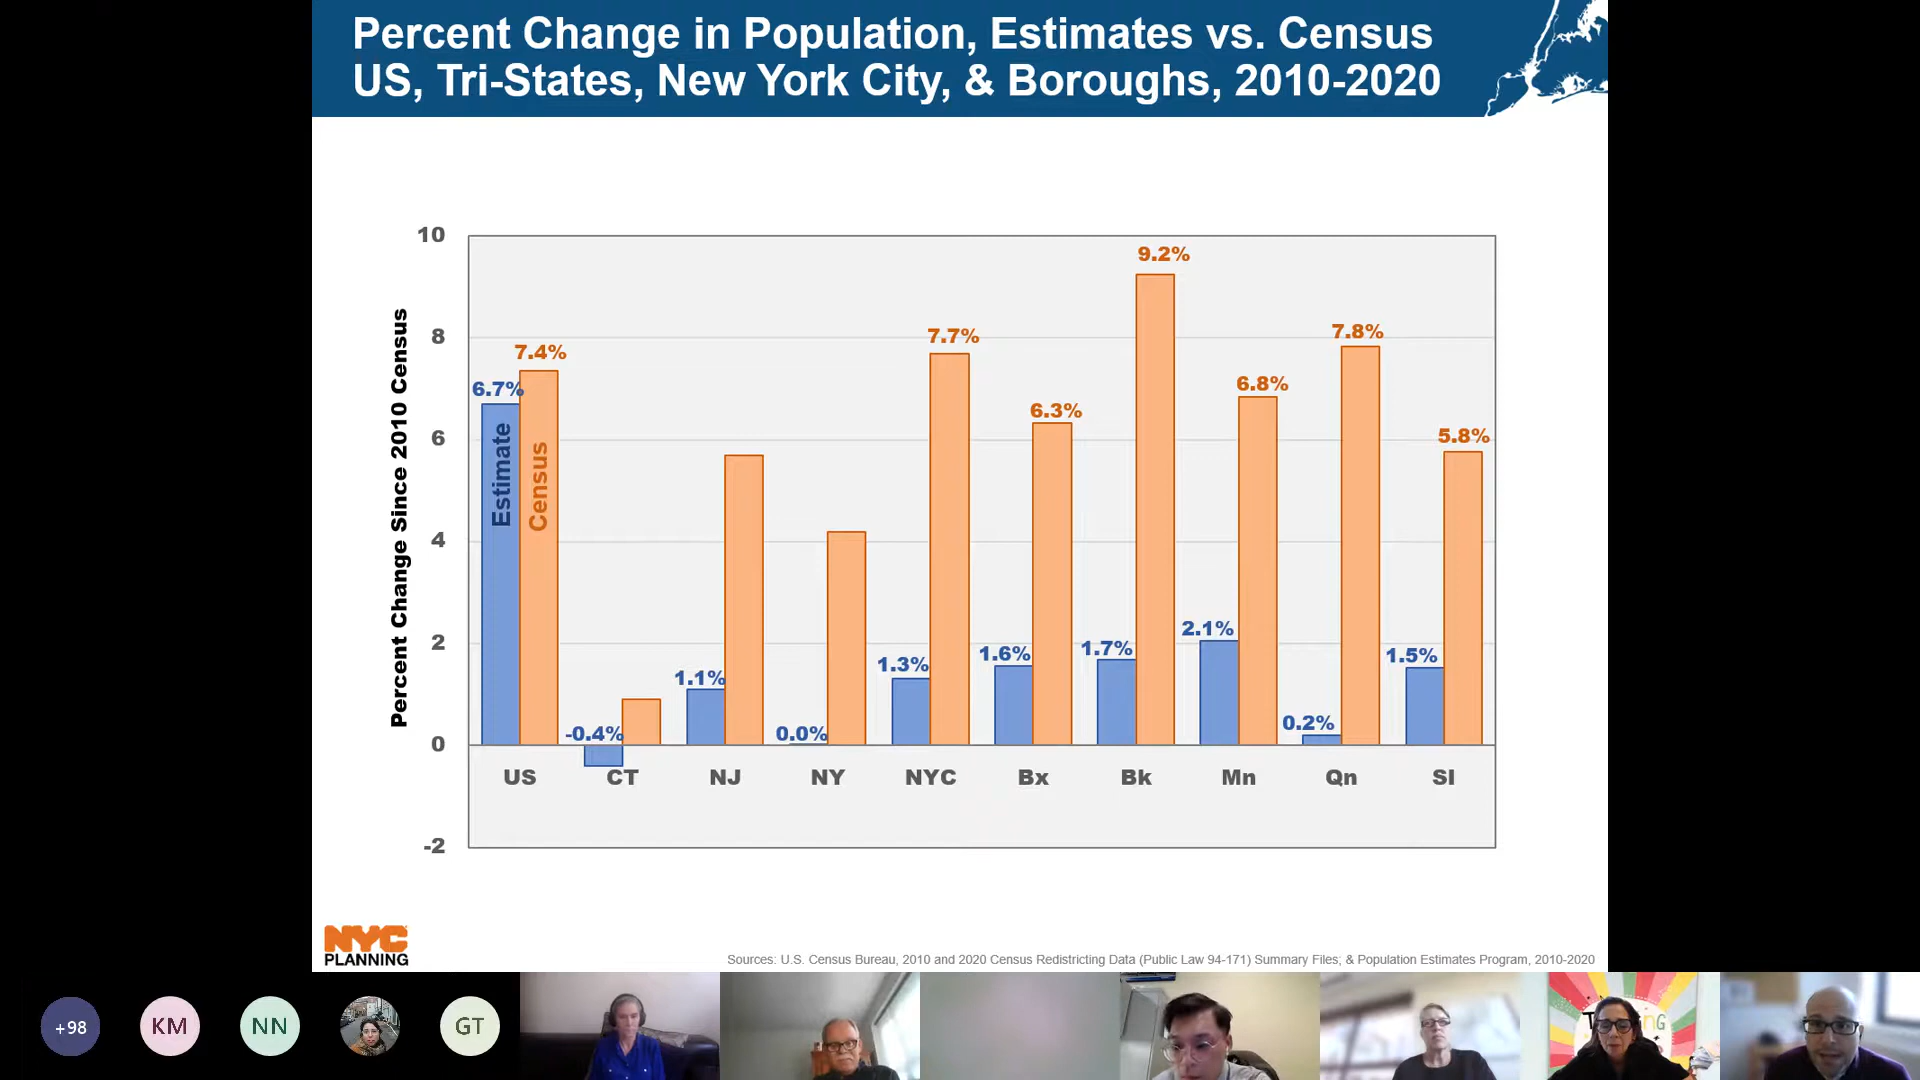 Percent Change in Population, Estimates vs. Census
US, Tri-States, New York City, & Boroughs, 2010-2020
Percent Change Since 2010 Census
10
8
6
4
2
0
-2
6.7%
7.4%
Estimate
Census
-0.4%
1.1%
0.0%
1.3%
7.7%
1.6%
6.3%
1.7%
9.2%
2.1%
6.8%
0.2%
7.8%
1.5%
5.8%
US CT NJ NY NYC Bx Bk Mn Qn SI
NYC
PLANNING
Sources: U.S. Census Bureau, 2010 and 2020 Census Redistricting Data (Public Law 94-171) Summary Files; & Population Estimates Program, 2010-2020
+98 KM NN GT